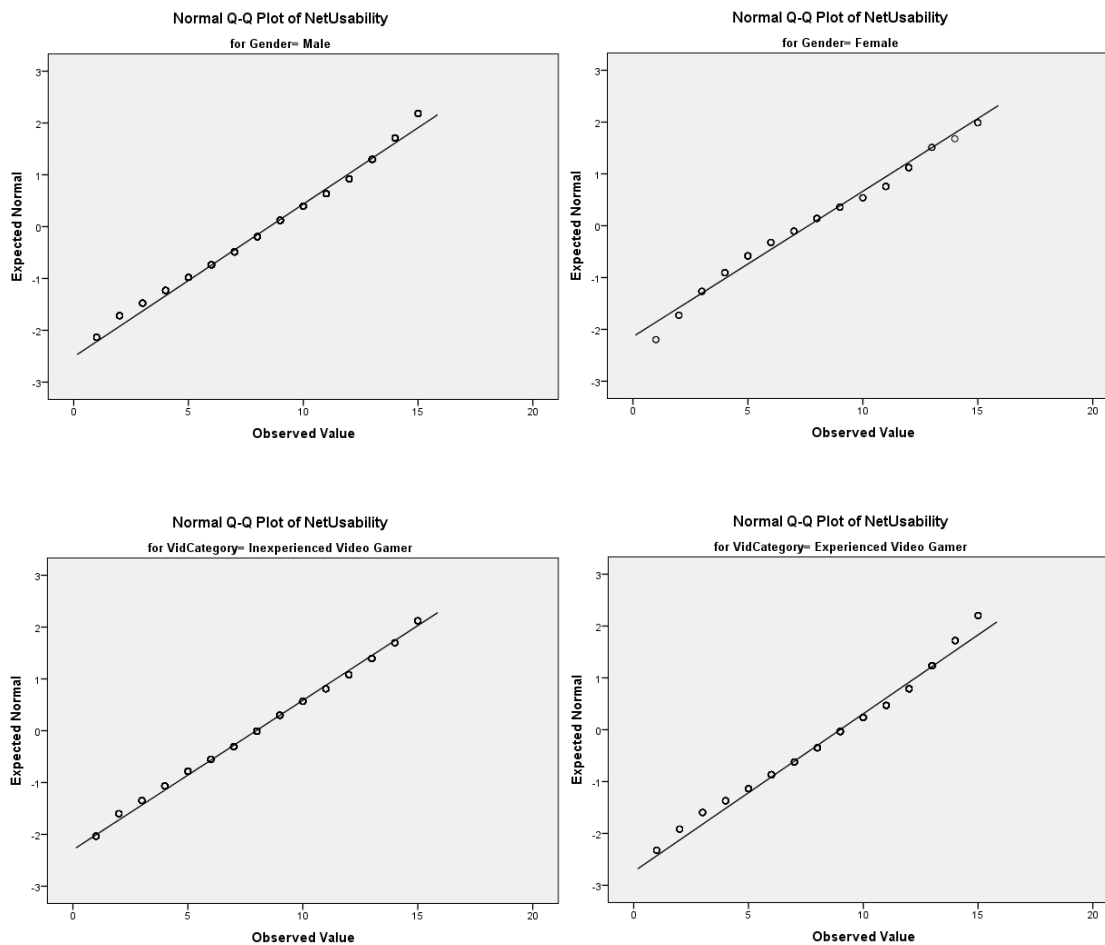 Normal Q-Q Plot of NetUsability
for Gender= Male
3
2
1
0
-1
-2
-3
Expected Normal
0 5 10 15 20
Observed Value
Normal Q-Q Plot of NetUsability
for Gender= Female
3
2
1
0
-1
-2
-3
Expected Normal
0 5 10 15 20
Observed Value
Normal Q-Q Plot of NetUsability
for VidCategory= Inexperienced Video Gamer
3
2
1
0
-1
-2
-3
Expected Normal
0 5 10 15 20
Observed Value
Normal Q-Q Plot of NetUsability
for VidCategory= Experienced Video Gamer
3
2
1
0
-1
-2
-3
Expected Normal
0 5 10 15 20
Observed Value